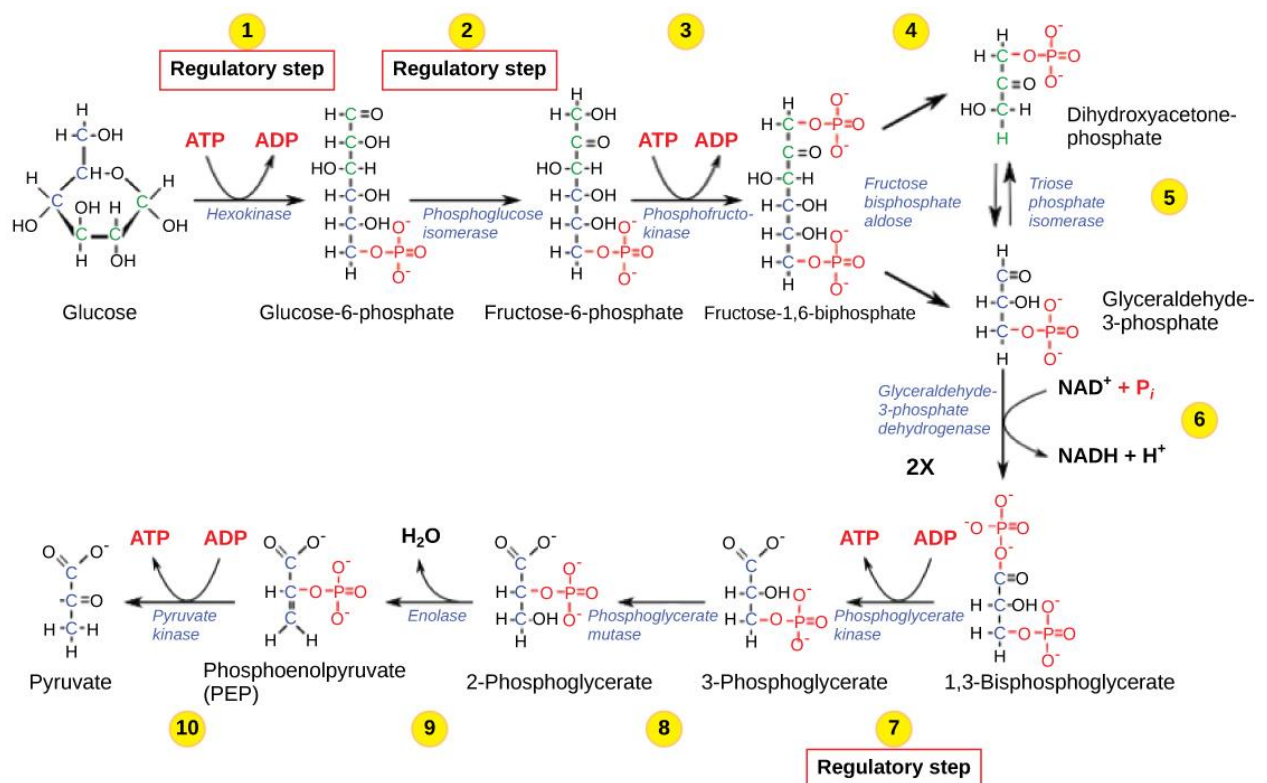 1
2
3
4
Regulatory step
Regulatory step
ATP
ADP
Hexokinase
Phosphoglucose
isomerase
ATP
ADP
Phosphofructo-
kinase
Fructose
bisphosphate
aldose
Dihydroxyacetone-
phosphate
Triose
phosphate
isomerase
5
Glucose
Glucose-6-phosphate
Fructose-6-phosphate
Fructose-1,6-biphosphate
Glyceraldehyde-
3-phosphate
Glyceraldehyde-
3-phosphate
dehydrogenase
NAD⁺ + Pᵢ
6
NADH + H⁺
2X
ATP
ADP
Pyruvate
kinase
H₂O
Enolase
Phosphoglycerate
mutase
ATP
ADP
Phosphoglycerate
kinase
Pyruvate
Phosphoenolpyruvate
(PEP)
2-Phosphoglycerate
3-Phosphoglycerate
1,3-Bisphosphoglycerate
10
9
8
7
Regulatory step